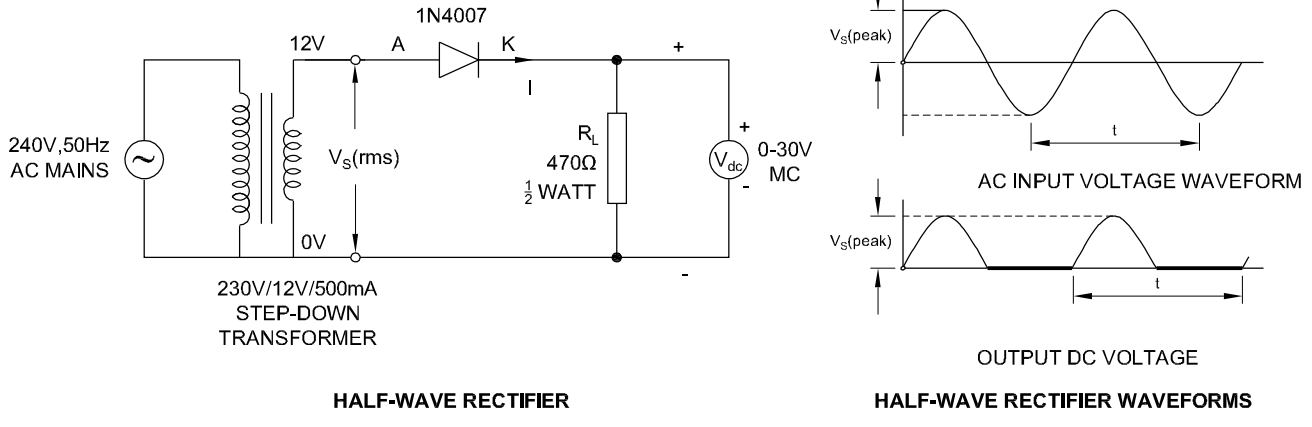 1N4007
12V
A
K
I
+
240V,50Hz
AC MAINS
~
VS(rms)
RL
470Ω
½ WATT
+
Vdc
-
0-30V
MC
0V
-
230V/12V/500mA
STEP-DOWN
TRANSFORMER
HALF-WAVE RECTIFIER
VS(peak)
t
AC INPUT VOLTAGE WAVEFORM
VS(peak)
t
OUTPUT DC VOLTAGE
HALF-WAVE RECTIFIER WAVEFORMS